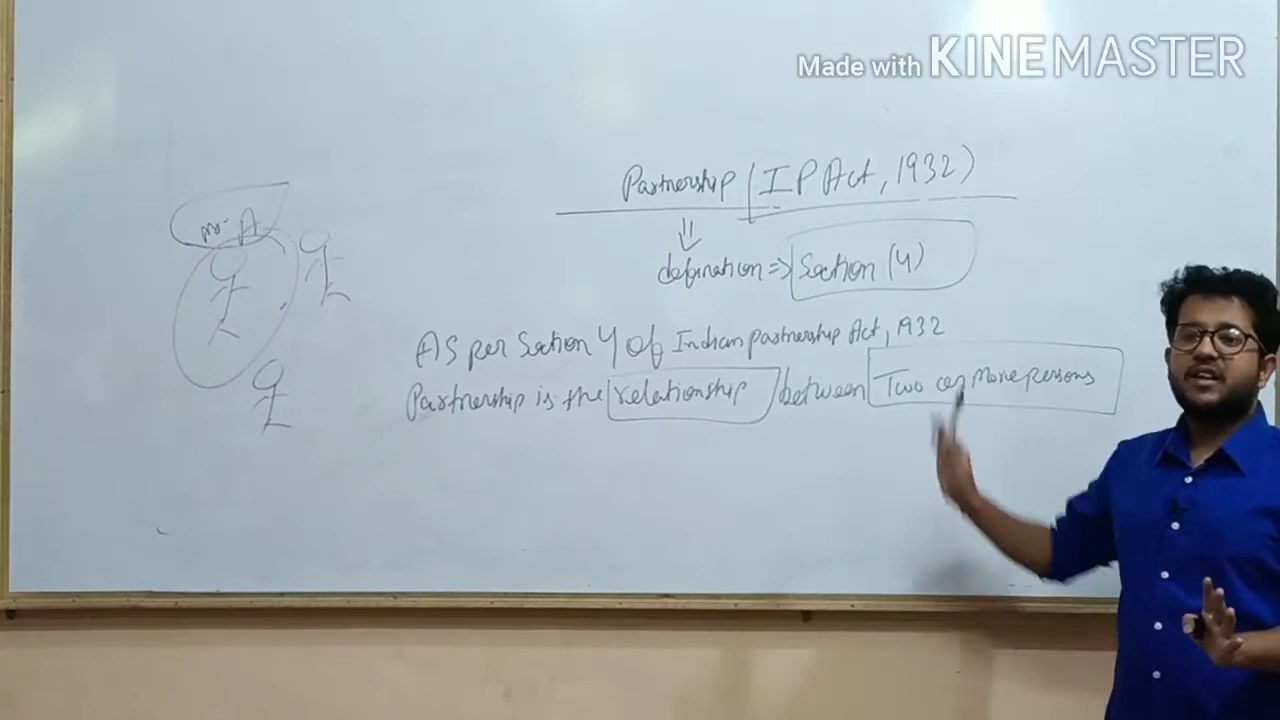 Made with KINEMASTER
Partnership (I P Act, 1932)
defination => Section (4)
Mr. A
As per Section 4 of Indian Partnership Act, 1932
Partnership is the relationship between Two or More persons